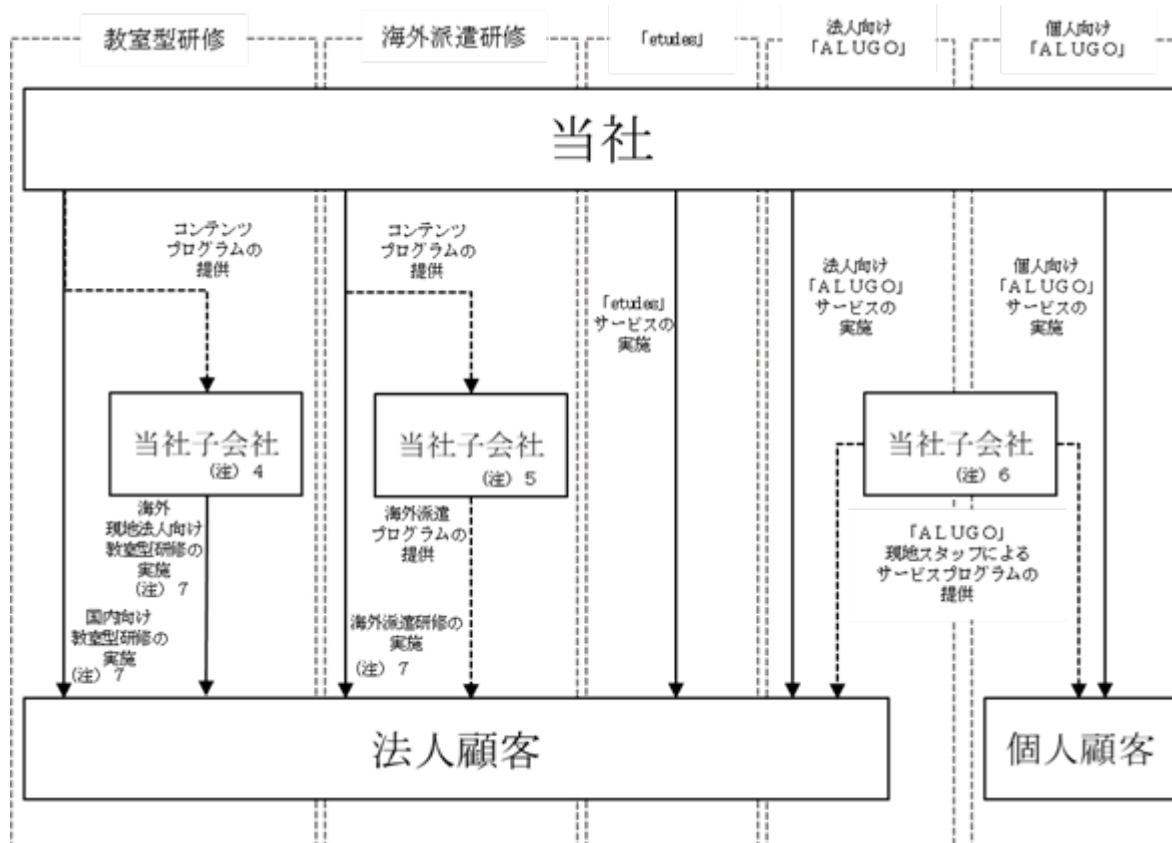 教室型研修
海外派遣研修
「etudes」
法人向け
「ALUGO」
個人向け
「ALUGO」
当社
コンテンツ
プログラムの
提供
コンテンツ
プログラムの
提供
「etudes」
サービスの
実施
法人向け
「ALUGO」
サービスの
実施
個人向け
「ALUGO」
サービスの
実施
当社子会社
(注) 4
当社子会社
(注) 5
当社子会社
(注) 6
海外
現地法人向け
教室型研修の
実施
(注) 7
国内向け
教室型研修の
実施
(注) 7
海外派遣
プログラムの
提供
海外派遣研修の
実施
(注) 7
「ALUGO」
現地スタッフによる
サービスプログラムの
提供
法人顧客
個人顧客